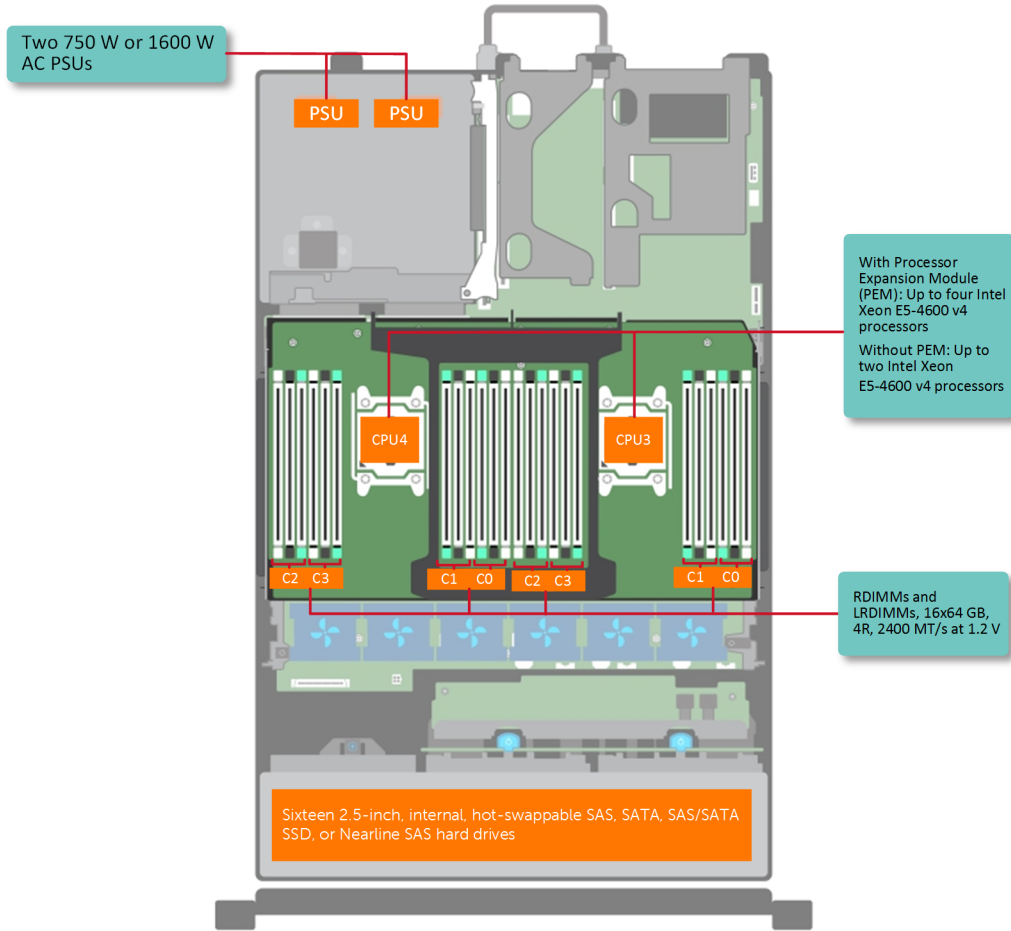 Two 750 W or 1600 W
AC PSUs
PSU
PSU
With Processor
Expansion Module
(PEM): Up to four Intel
Xeon E5-4600 v4
processors
Without PEM: Up to
two Intel Xeon
E5-4600 v4 processors
CPU4
CPU3
C2
C3
C1
C0
C2
C3
C1
C0
RDIMMs and
LRDIMMs, 16x64 GB,
4R, 2400 MT/s at 1.2 V
Sixteen 2.5-inch, internal, hot-swappable SAS, SATA, SAS/SATA
SSD, or Nearline SAS hard drives